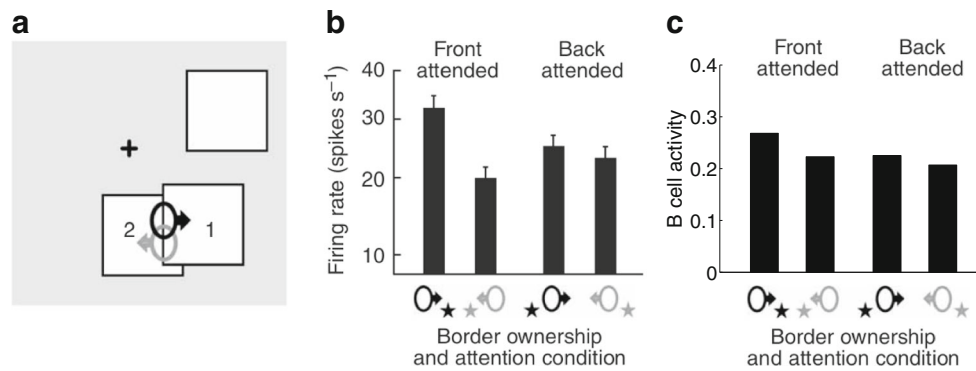 a
2
1
b
Front
attended
Back
attended
Firing rate (spikes s⁻¹)
40
30
20
10
Border ownership
and attention condition
c
Front
attended
Back
attended
B cell activity
0.4
0.3
0.2
0.1
0
Border ownership
and attention condition